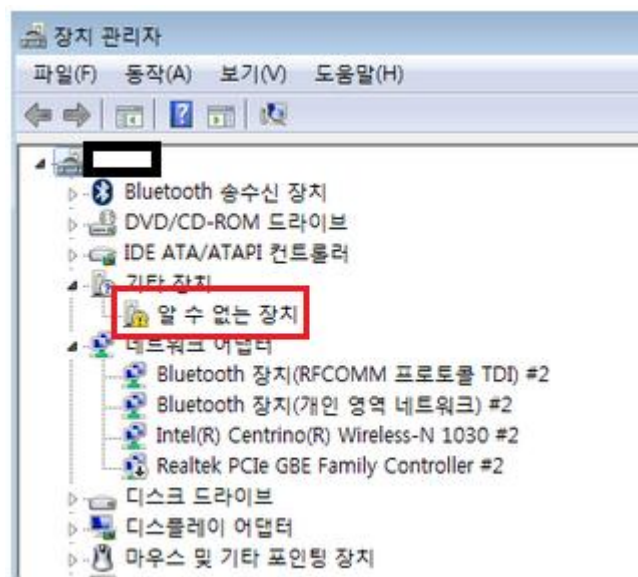 장치 관리자
파일(F) 동작(A) 보기(V) 도움말(H)
Bluetooth 송수신 장치
DVD/CD-ROM 드라이브
IDE ATA/ATAPI 컨트롤러
기타 장치
알 수 없는 장치
네트워크 어댑터
Bluetooth 장치(RFCOMM 프로토콜 TDI) #2
Bluetooth 장치(개인 영역 네트워크) #2
Intel(R) Centrino(R) Wireless-N 1030 #2
Realtek PCIe GBE Family Controller #2
디스크 드라이브
디스플레이 어댑터
마우스 및 기타 포인팅 장치